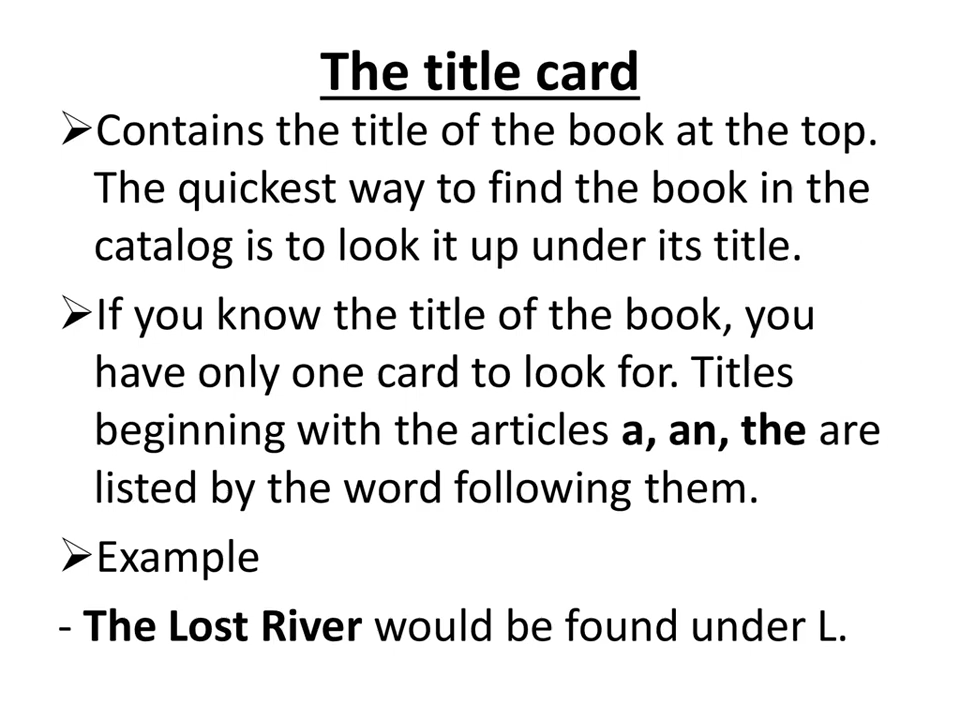 The title card
➢Contains the title of the book at the top.
The quickest way to find the book in the
catalog is to look it up under its title.
➢If you know the title of the book, you
have only one card to look for. Titles
beginning with the articles a, an, the are
listed by the word following them.
➢Example
- The Lost River would be found under L.